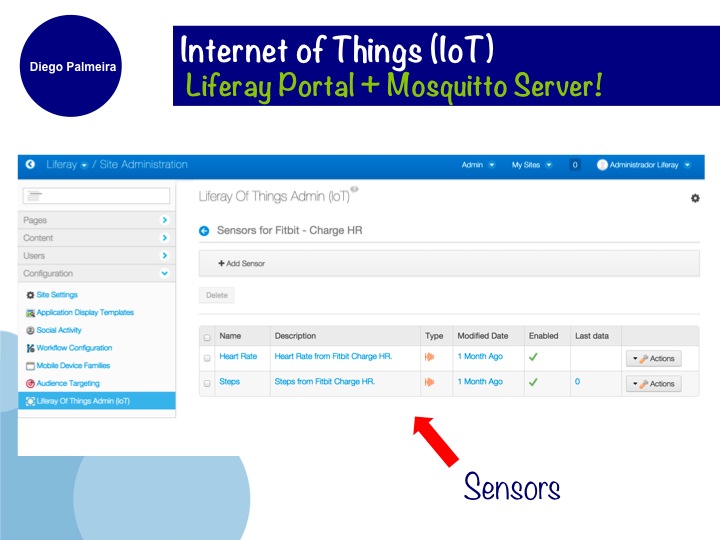 Diego Palmeira
Internet of Things (IoT)
Liferay Portal + Mosquitto Server!
Liferay / Site Administration
Admin My Sites 0 Administrador Liferay
Liferay Of Things Admin (IoT)
Pages
Content
Users
Configuration
Site Settings
Application Display Templates
Social Activity
Workflow Configuration
Mobile Device Families
Audience Targeting
Liferay Of Things Admin (IoT)
Sensors for Fitbit - Charge HR
+ Add Sensor
Delete
Name Description Type Modified Date Enabled Last data
Heart Rate Heart Rate from Fitbit Charge HR. 1 Month Ago Actions
Steps Steps from Fitbit Charge HR. 1 Month Ago 0 Actions
Sensors